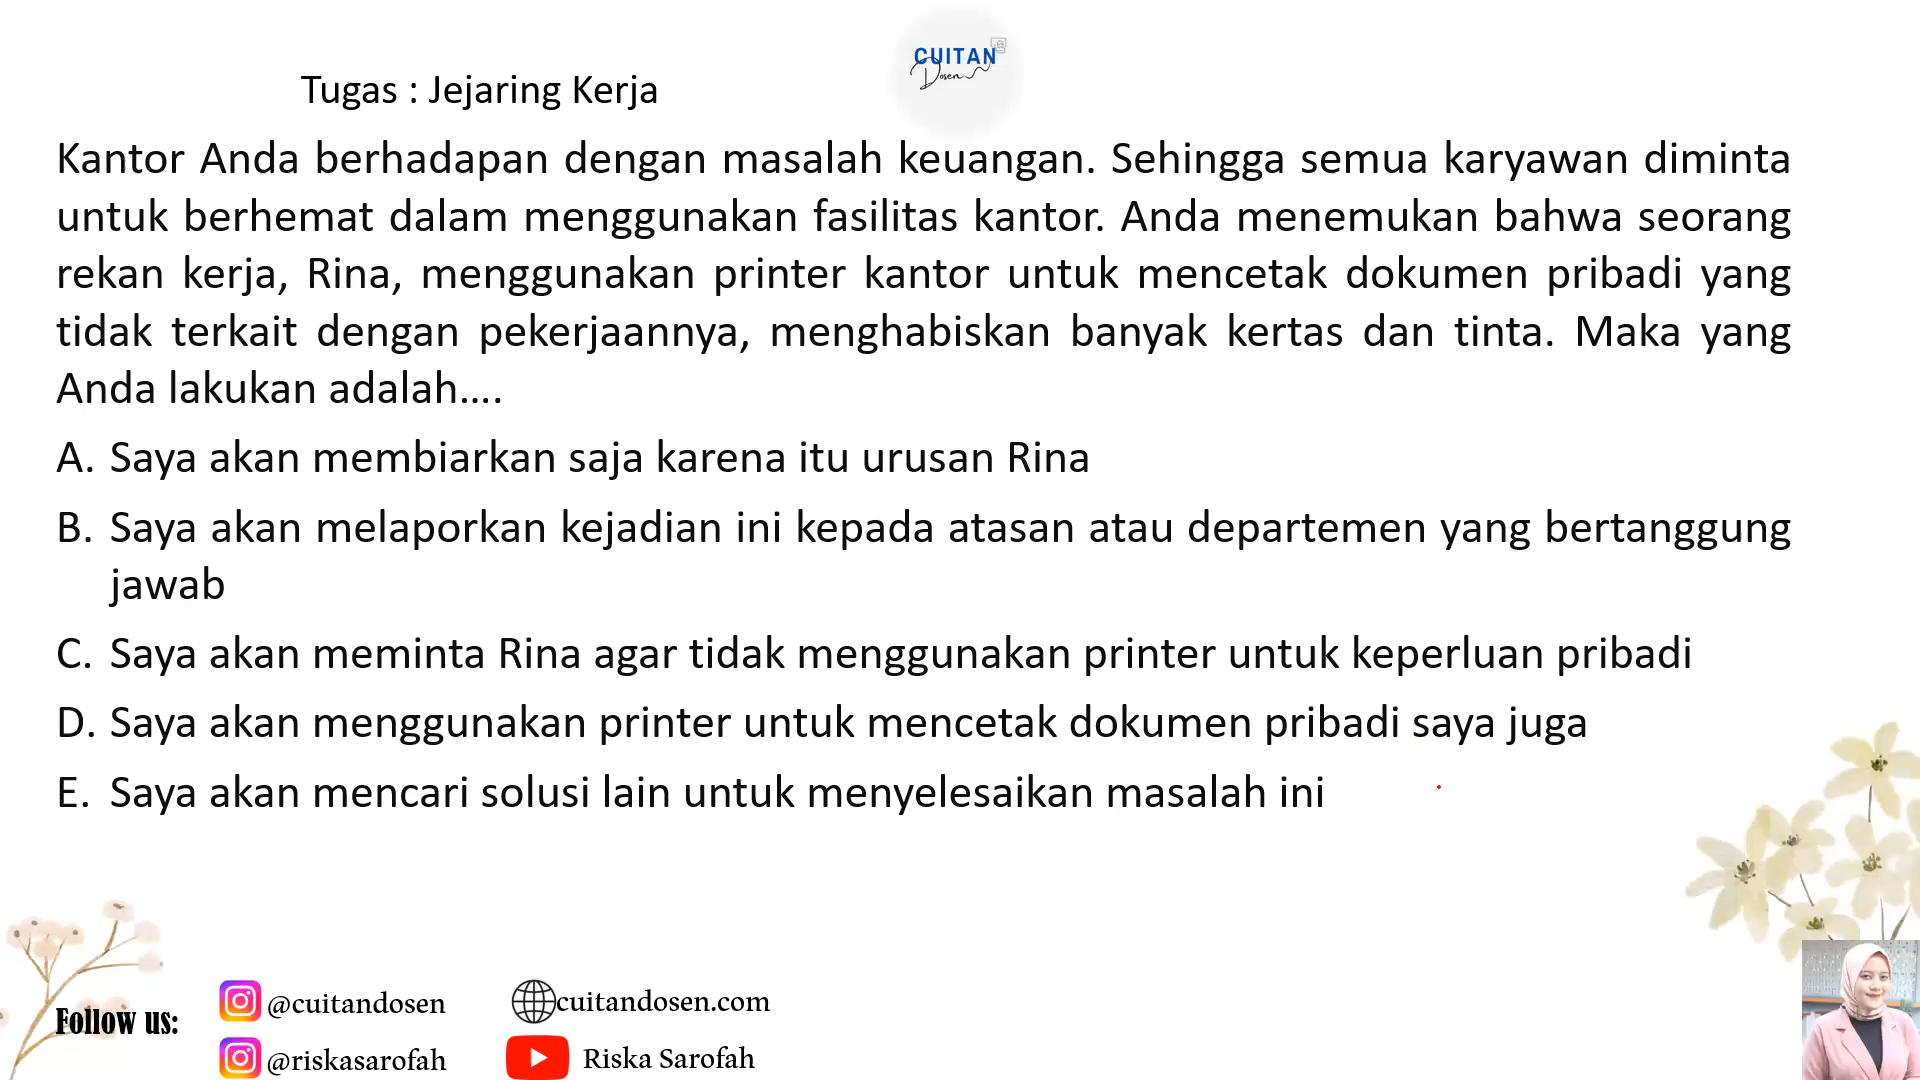 CUITAN
Dosen
Tugas : Jejaring Kerja
Kantor Anda berhadapan dengan masalah keuangan. Sehingga semua karyawan diminta
untuk berhemat dalam menggunakan fasilitas kantor. Anda menemukan bahwa seorang
rekan kerja, Rina, menggunakan printer kantor untuk mencetak dokumen pribadi yang
tidak terkait dengan pekerjaannya, menghabiskan banyak kertas dan tinta. Maka yang
Anda lakukan adalah....
A. Saya akan membiarkan saja karena itu urusan Rina
B. Saya akan melaporkan kejadian ini kepada atasan atau departemen yang bertanggung
jawab
C. Saya akan meminta Rina agar tidak menggunakan printer untuk keperluan pribadi
D. Saya akan menggunakan printer untuk mencetak dokumen pribadi saya juga
E. Saya akan mencari solusi lain untuk menyelesaikan masalah ini
Follow us:
@cuitandosen
cuitandosen.com
@riskasarofah
Riska Sarofah